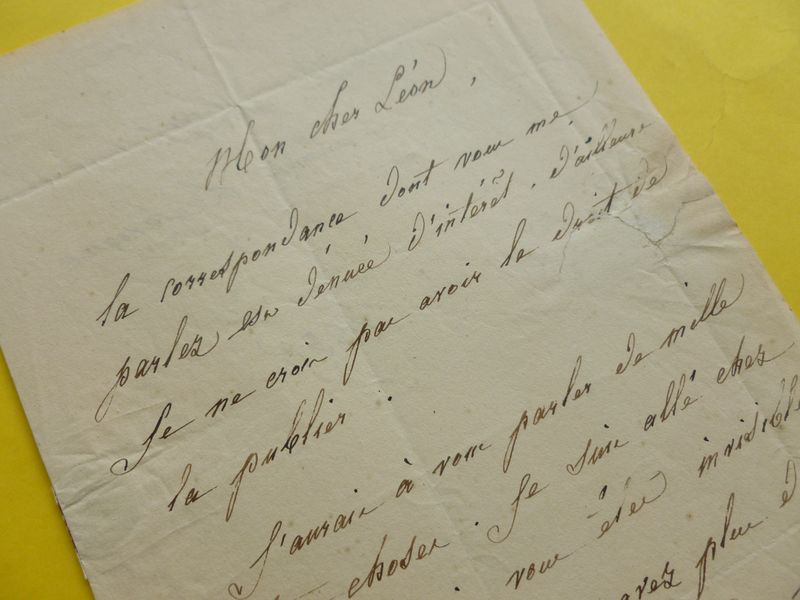 Mon cher Léon,
la correspondance dont vous me
parlez est dénuée d'intérêt. d'ailleurs
Je ne crois pas avoir le droit de
la publier.
J'aurais à vous parler de mille
choses. Je suis allé chez
vous êtes invisible
avez plus d